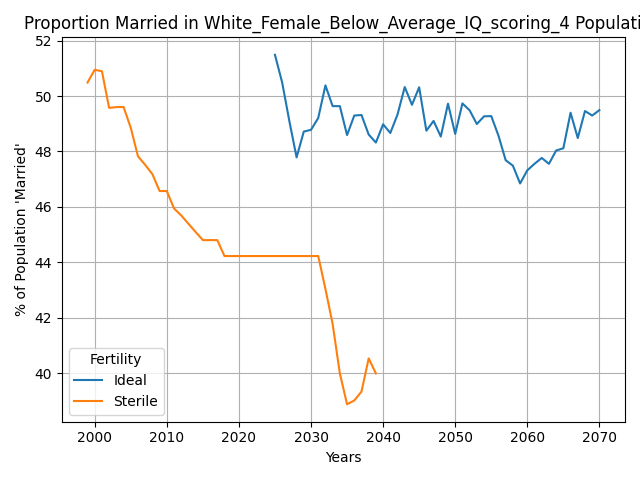 Proportion Married in White_Female_Below_Average_IQ_scoring_4 Populati
52
50
48
46
44
42
40
% of Population 'Married'
Fertility
Ideal
Sterile
2000 2010 2020 2030 2040 2050 2060 2070
Years